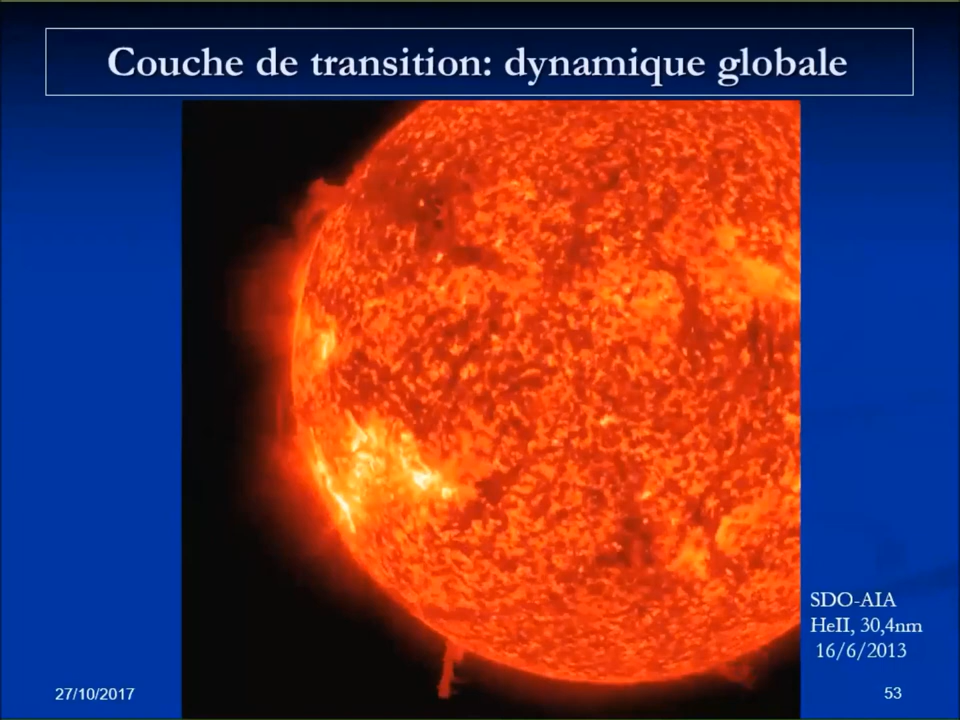 Couche de transition: dynamique globale
SDO-AIA
HeII, 30,4nm
16/6/2013
27/10/2017
53